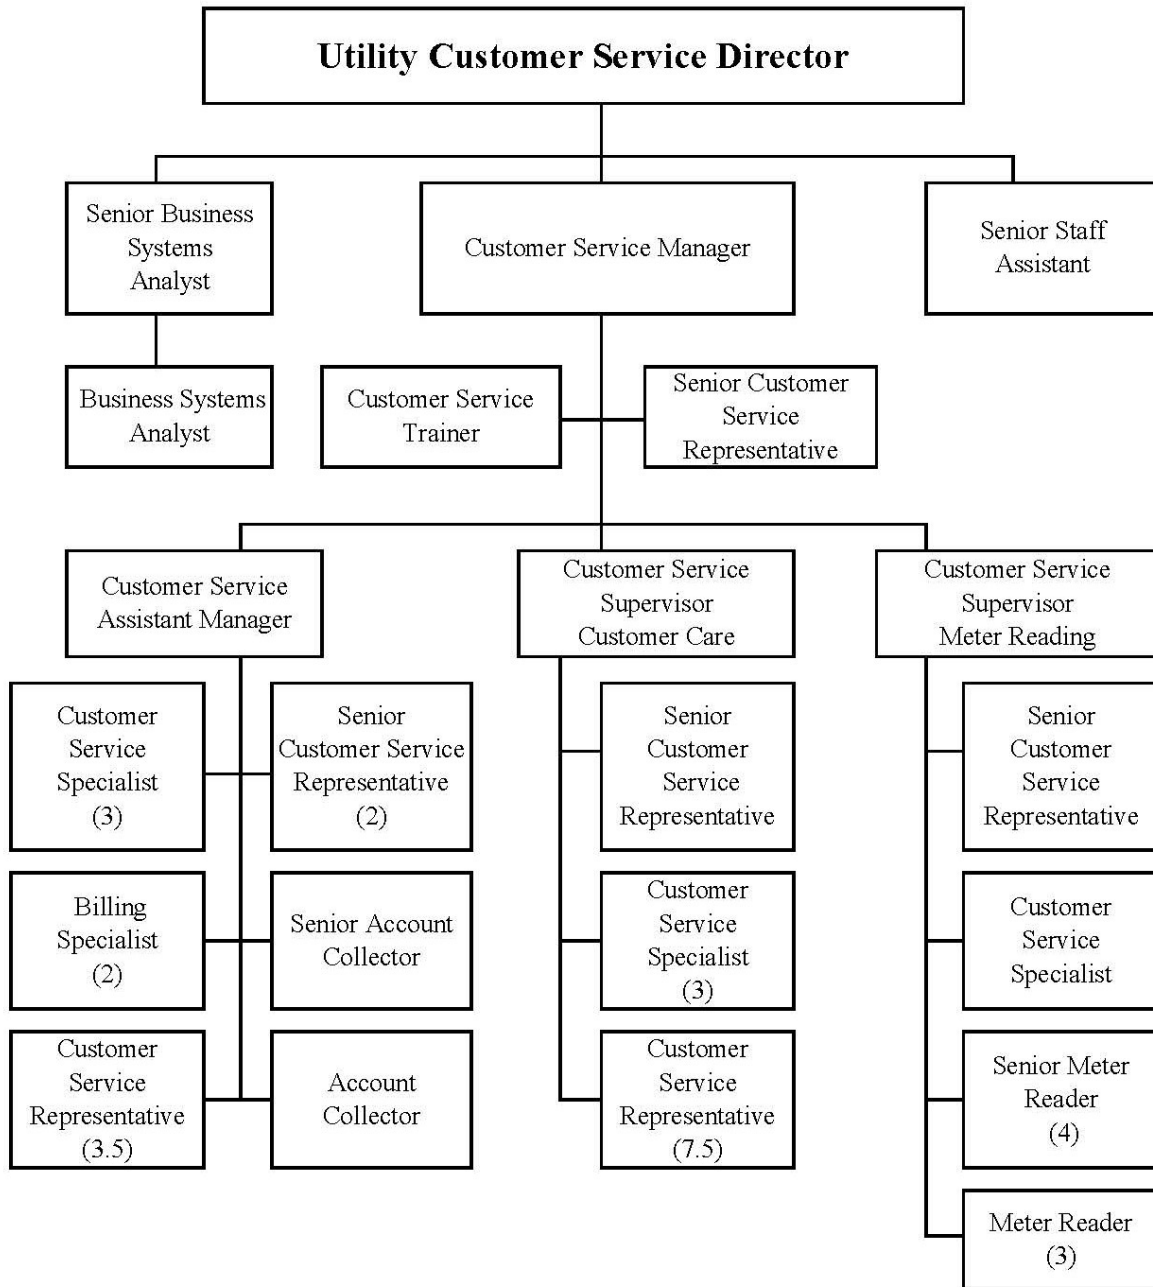 Utility Customer Service Director
Senior Business
Systems
Analyst
Customer Service Manager
Senior Staff
Assistant
Business Systems
Analyst
Customer Service
Trainer
Senior Customer
Service
Representative
Customer Service
Assistant Manager
Customer Service
Supervisor
Customer Care
Customer Service
Supervisor
Meter Reading
Customer
Service
Specialist
(3)
Senior
Customer Service
Representative
(2)
Senior
Customer
Service
Representative
Senior
Customer
Service
Representative
Billing
Specialist
(2)
Senior Account
Collector
Customer
Service
Specialist
(3)
Customer
Service
Specialist
Customer
Service
Representative
(3.5)
Account
Collector
Customer
Service
Representative
(7.5)
Senior Meter
Reader
(4)
Meter Reader
(3)